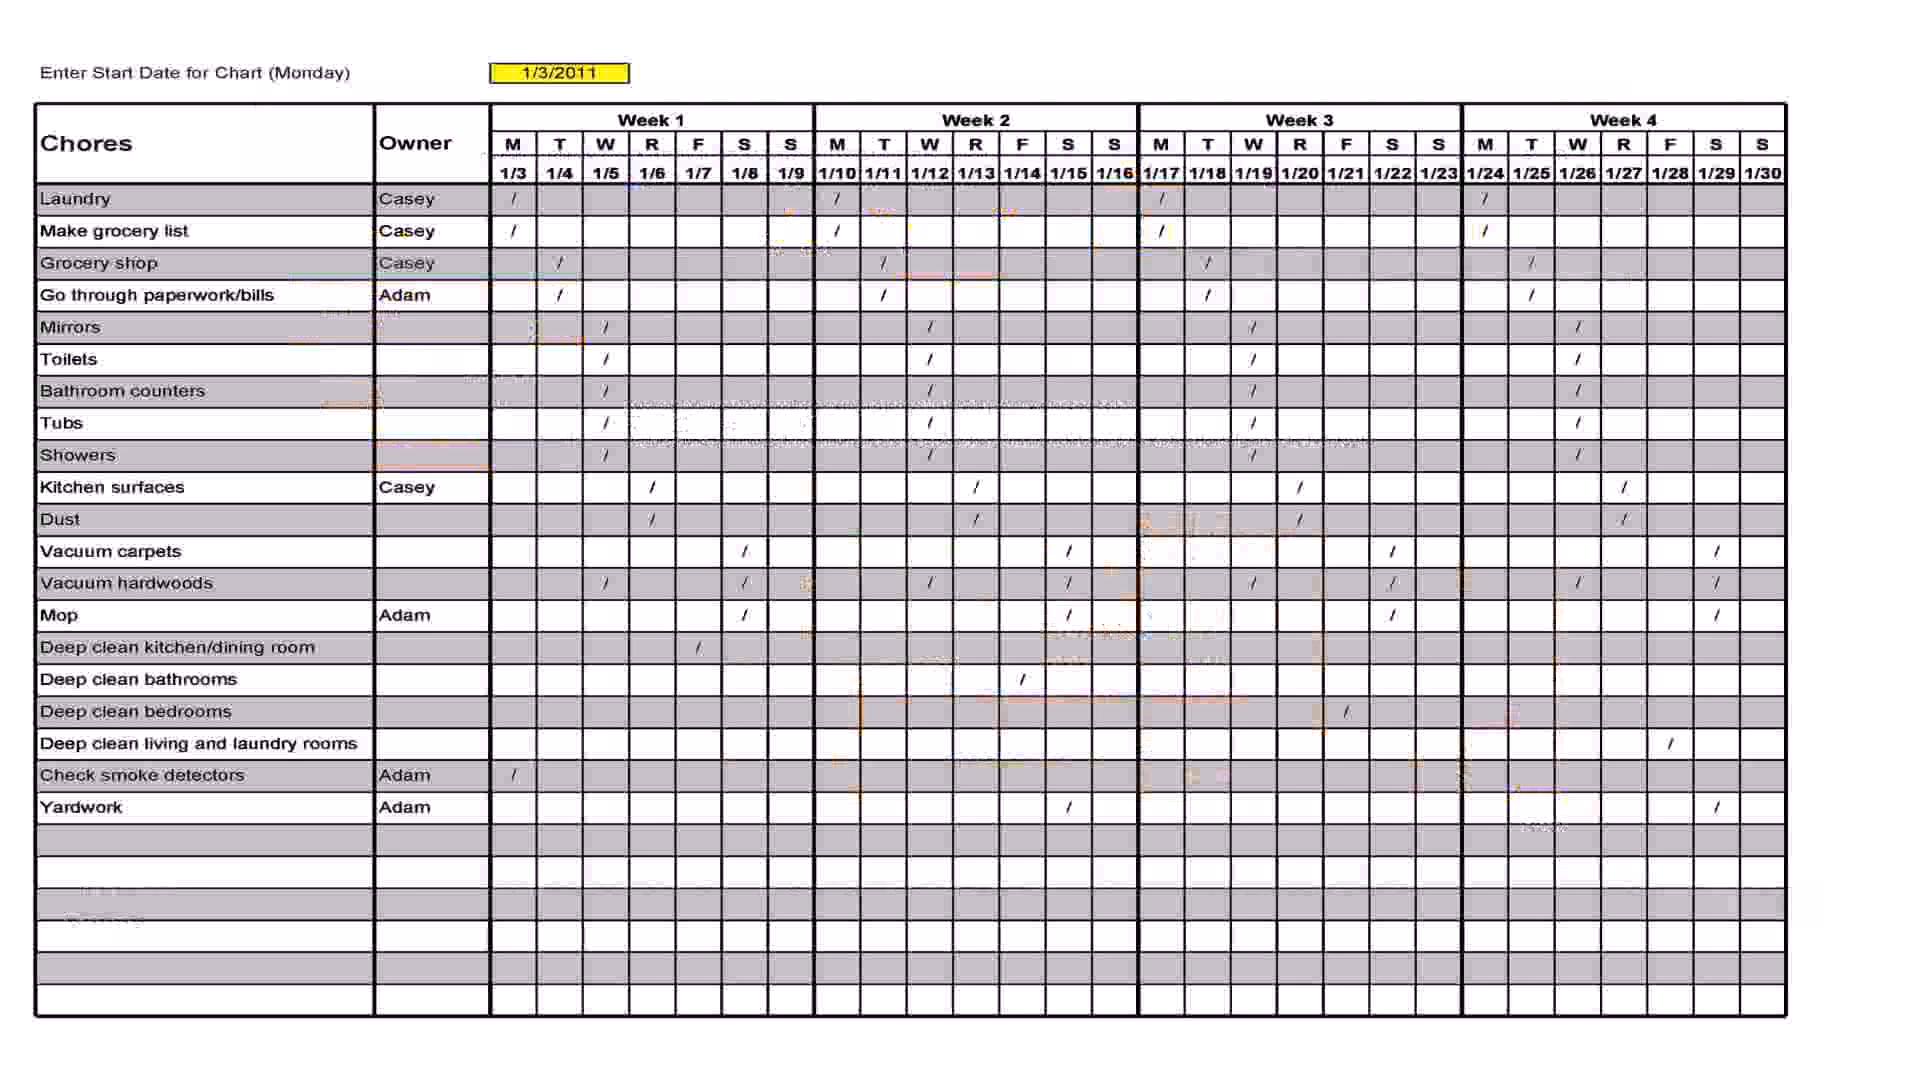 Enter Start Date for Chart (Monday) 1/3/2011
Week 1 Week 2 Week 3 Week 4
Chores Owner M T W R F S S M T W R F S S M T W R F S S M T W R F S S
1/3 1/4 1/5 1/6 1/7 1/8 1/9 1/10 1/11 1/12 1/13 1/14 1/15 1/16 1/17 1/18 1/19 1/20 1/21 1/22 1/23 1/24 1/25 1/26 1/27 1/28 1/29 1/30
Laundry Casey / / / /
Make grocery list Casey / / / /
Grocery shop Casey / / / /
Go through paperwork/bills Adam / / / /
Mirrors / / / /
Toilets / / / /
Bathroom counters / / / /
Tubs / / / /
Showers / / / /
Kitchen surfaces Casey / / / /
Dust / / / /
Vacuum carpets / / / /
Vacuum hardwoods / / / / / / / /
Mop Adam / / / /
Deep clean kitchen/dining room /
Deep clean bathrooms /
Deep clean bedrooms /
Deep clean living and laundry rooms /
Check smoke detectors Adam /
Yardwork Adam / /